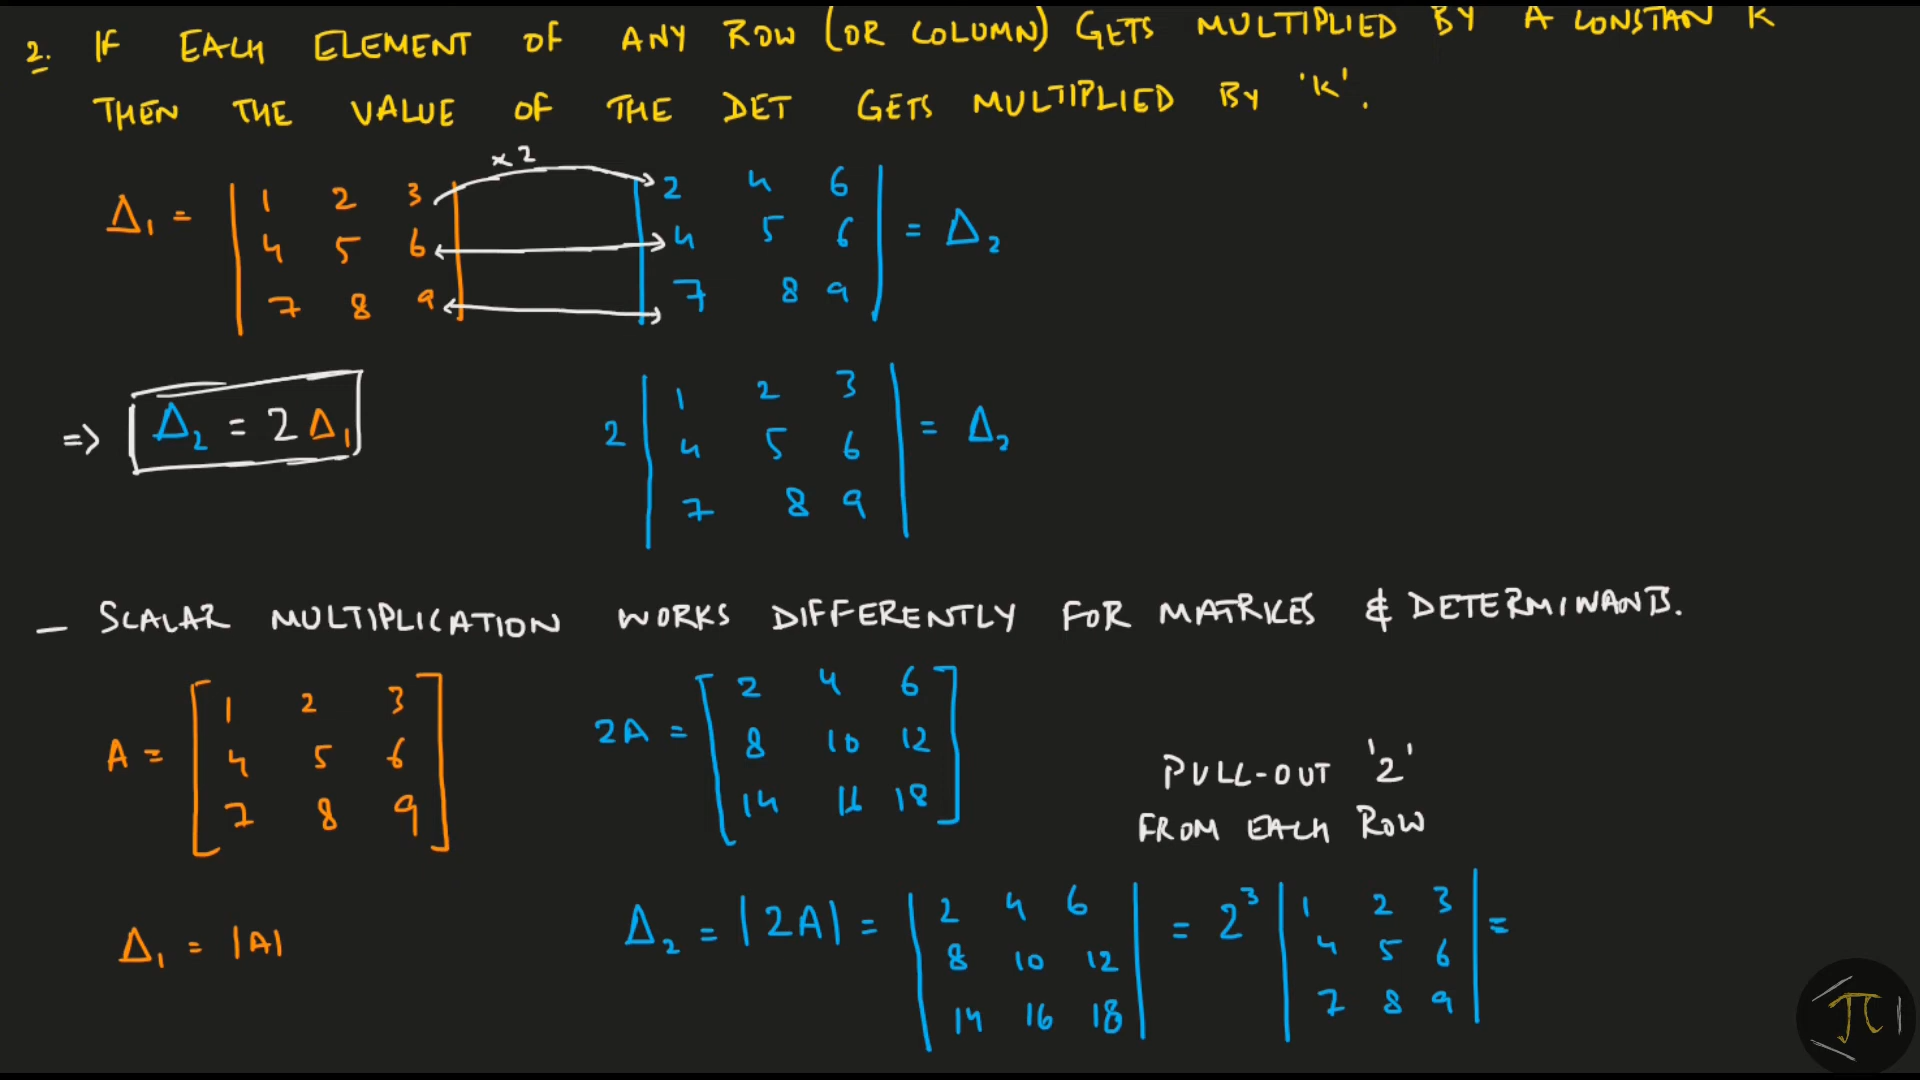 2. IF EACH ELEMENT OF ANY ROW (OR COLUMN) GETS MULTIPLIED BY A CONSTAN K
THEN THE VALUE OF THE DET GETS MULTIPLIED BY 'K'.
×2
Δ₁ = | 1 2 3 | | 2 4 6 |
| 4 5 6 | | 4 5 6 | = Δ₂
| 7 8 9 | | 7 8 9 |
=> Δ₂ = 2Δ₁
| 1 2 3 |
2 | 4 5 6 | = Δ₂
| 7 8 9 |
– SCALAR MULTIPLICATION WORKS DIFFERENTLY FOR MATRICES & DETERMINANTS.
[ 1 2 3 ] [ 2 4 6 ]
A = [ 4 5 6 ] 2A = [ 8 10 12 ]
[ 7 8 9 ] [ 14 16 18 ]
PULL-OUT '2'
FROM EACH ROW
Δ₁ = |A|
Δ₂ = |2A| = | 2 4 6 | = 2³ | 1 2 3 | =
| 8 10 12 | | 4 5 6 |
| 14 16 18 | | 7 8 9 |
π